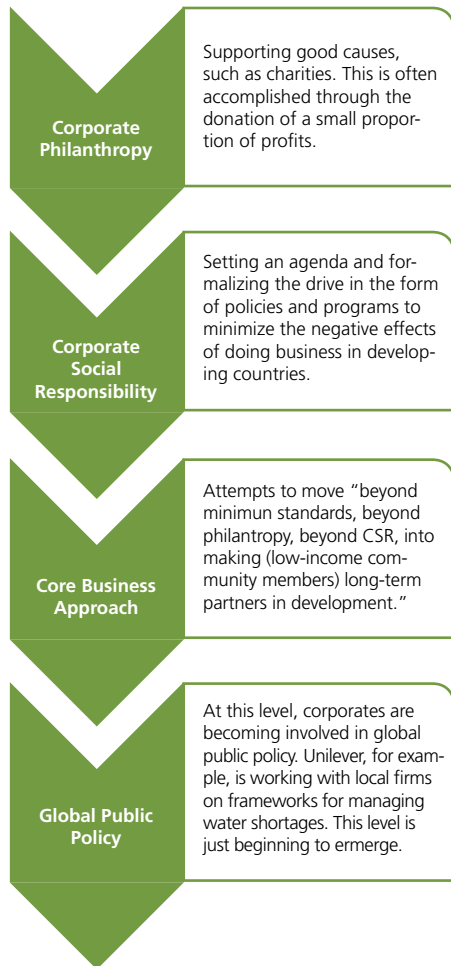 Corporate
Philanthropy
Supporting good causes,
such as charities. This is often
accomplished through the
donation of a small propor-
tion of profits.
Corporate
Social
Responsibility
Setting an agenda and for-
malizing the drive in the form
of policies and programs to
minimize the negative effects
of doing business in develop-
ing countries.
Core Business
Approach
Attempts to move “beyond
minimun standards, beyond
philanthropy, beyond CSR, into
making (low-income com-
munity members) long-term
partners in development.”
Global Public
Policy
At this level, corporates are
becoming involved in global
public policy. Unilever, for exam-
ple, is working with local firms
on frameworks for managing
water shortages. This level is
just beginning to ermerge.